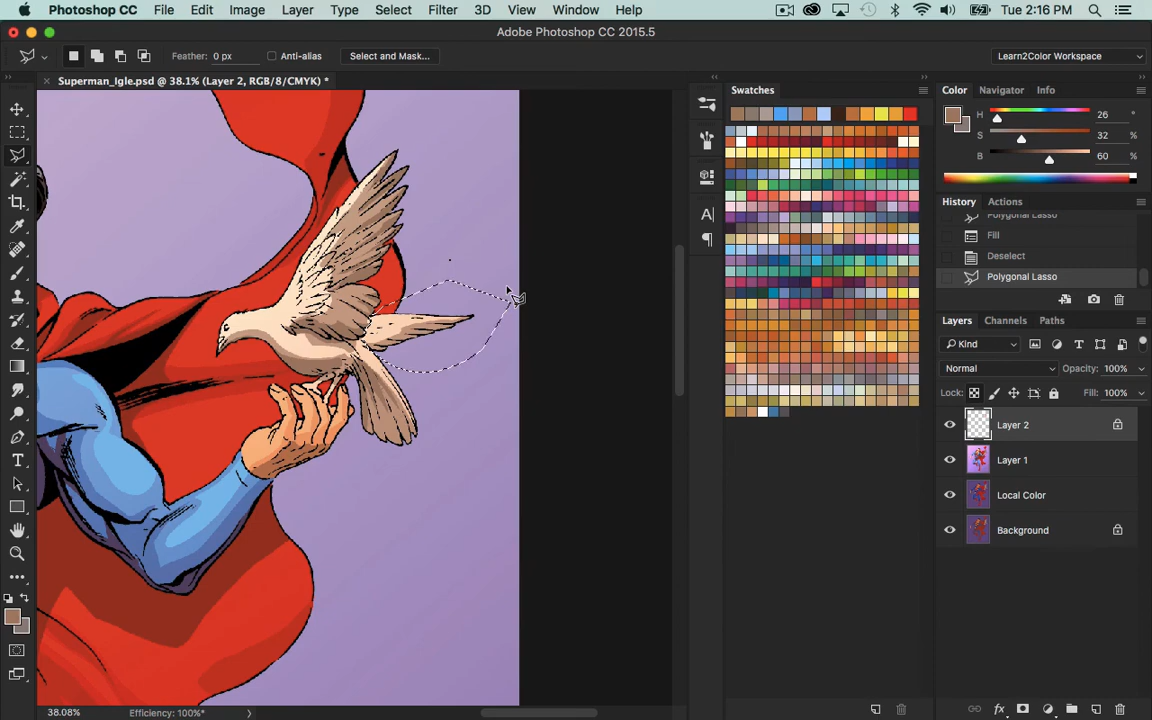 Photoshop CC File Edit Image Layer Type Select Filter 3D View Window Help Tue 2:16 PM
Adobe Photoshop CC 2015.5
Feather: 0 px Anti-alias Select and Mask... Learn2Color Workspace
Superman_Igle.psd @ 38.1% (Layer 2, RGB/8/CMYK) *
Swatches
Color Navigator Info
H 26 °
S 32 %
B 60 %
History Actions
Polygonal Lasso
Fill
Deselect
Polygonal Lasso
Layers Channels Paths
Kind
Normal Opacity: 100%
Lock: Fill: 100%
Layer 2
Layer 1
Local Color
Background
38.08% Efficiency: 100%*